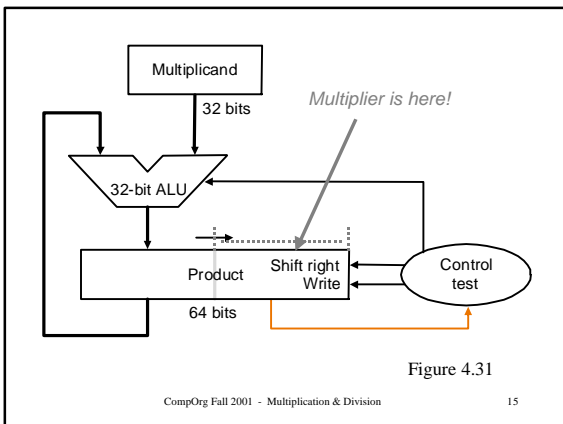 Multiplicand
Multiplier is here!
32 bits
32-bit ALU
Product
Shift right
Write
Control
test
64 bits
Figure 4.31
CompOrg Fall 2001 - Multiplication & Division
15